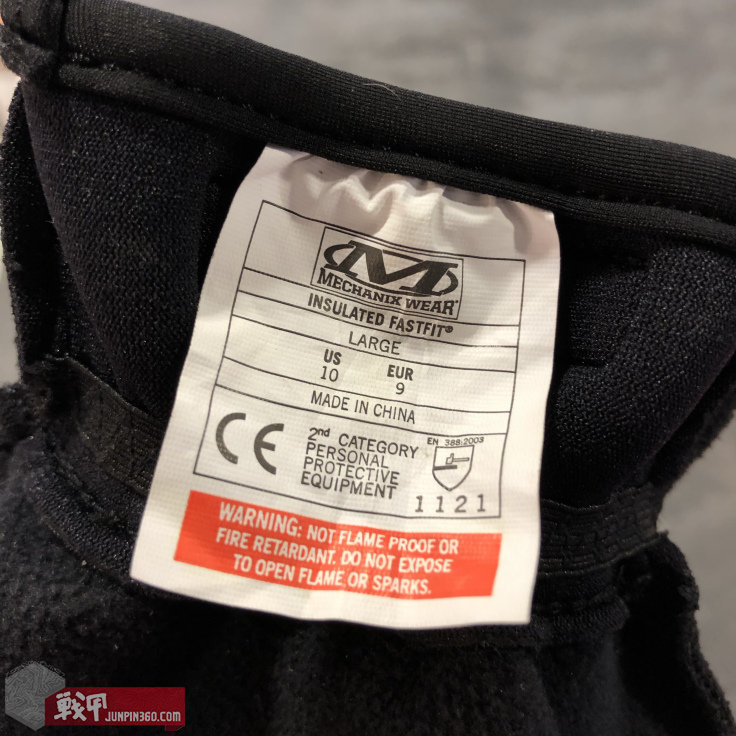 MECHANIX WEAR®
INSULATED FASTFIT®
LARGE
US EUR
10 9
MADE IN CHINA
CE
2nd CATEGORY
PERSONAL
PROTECTIVE
EQUIPMENT
EN 388:2003
1121
WARNING: NOT FLAME PROOF OR
FIRE RETARDANT. DO NOT EXPOSE
TO OPEN FLAME OR SPARKS.
戦甲 JUNPIN360.COM